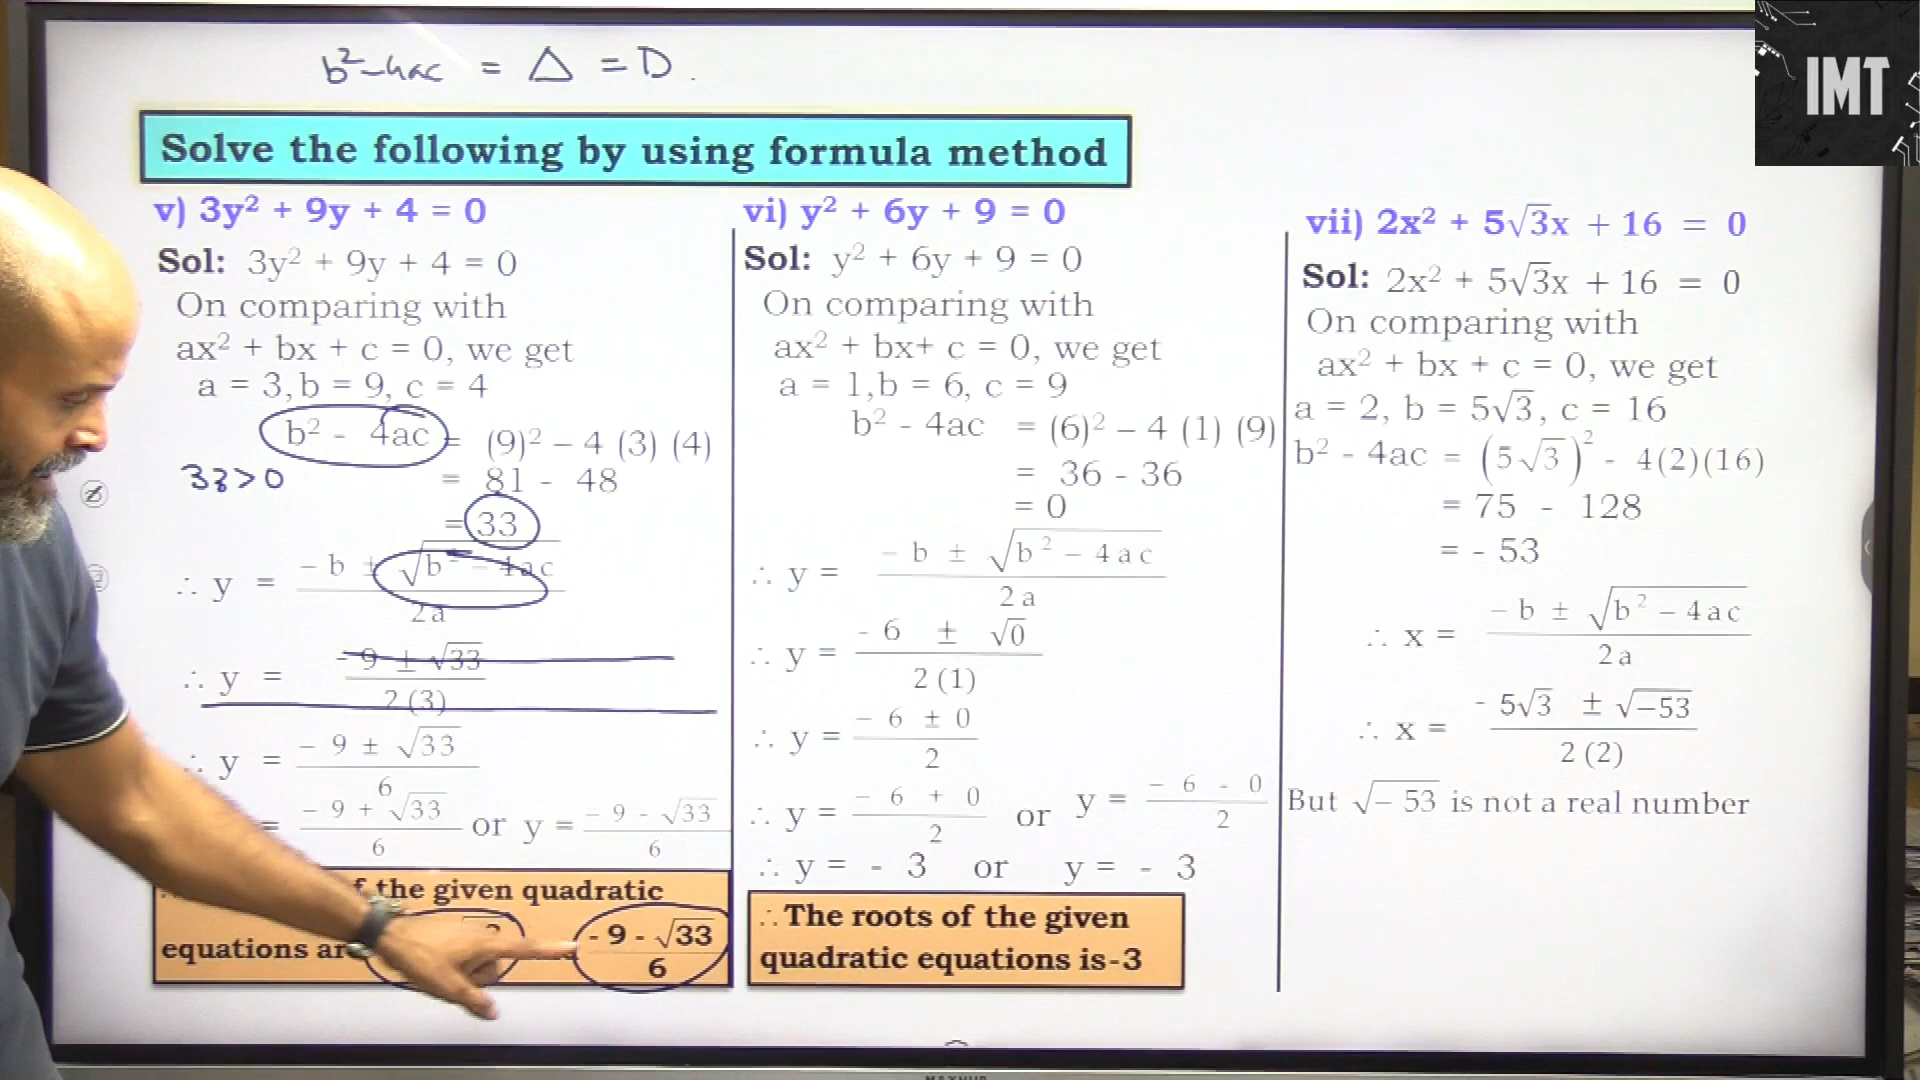 b² - 4ac = △ = D.
IMT
Solve the following by using formula method
v) 3y² + 9y + 4 = 0
Sol: 3y² + 9y + 4 = 0
On comparing with
ax² + bx + c = 0, we get
a = 3, b = 9, c = 4
b² - 4ac = (9)² – 4 (3) (4)
33 > 0
= 81 - 48
= 33
∴ y = (– b ± √(b² – 4ac)) / 2a
∴ y = (- 9 ± √33) / 2 (3)
∴ y = (– 9 ± √33) / 6
= (– 9 + √33) / 6 or y = (– 9 - √33) / 6
the given quadratic
equations (- 9 - √33) / 6
vi) y² + 6y + 9 = 0
Sol: y² + 6y + 9 = 0
On comparing with
ax² + bx+ c = 0, we get
a = 1,b = 6, c = 9
b² - 4ac = (6)² – 4 (1) (9)
= 36 - 36
= 0
∴ y = (– b ± √(b² – 4ac)) / 2a
∴ y = (- 6 ± √0) / 2 (1)
∴ y = (– 6 ± 0) / 2
∴ y = (– 6 + 0) / 2 or y = (– 6 - 0) / 2
∴ y = - 3 or y = - 3
∴ The roots of the given
quadratic equations is -3
vii) 2x² + 5√3x + 16 = 0
Sol: 2x² + 5√3x + 16 = 0
On comparing with
ax² + bx + c = 0, we get
a = 2, b = 5√3, c = 16
b² - 4ac = (5√3)² - 4(2)(16)
= 75 - 128
= - 53
∴ x = (– b ± √(b² – 4ac)) / 2a
∴ x = (- 5√3 ± √−53) / 2 (2)
But √– 53 is not a real number